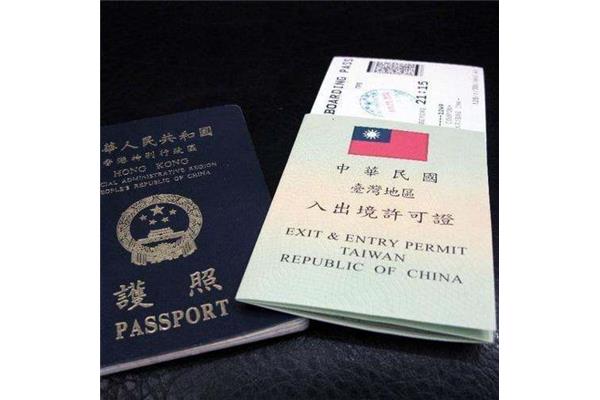 華人民共和國
香港特別行政區
HONG KONG
SPECIAL ADMINISTRATIVE REGION
PEOPLE'S REPUBLIC OF CHINA
護照
PASSPORT
BOARDING PASS
21:15
中華民國
臺灣地區
入出境許可證
EXIT & ENTRY PERMIT
TAIWAN
REPUBLIC OF CHINA